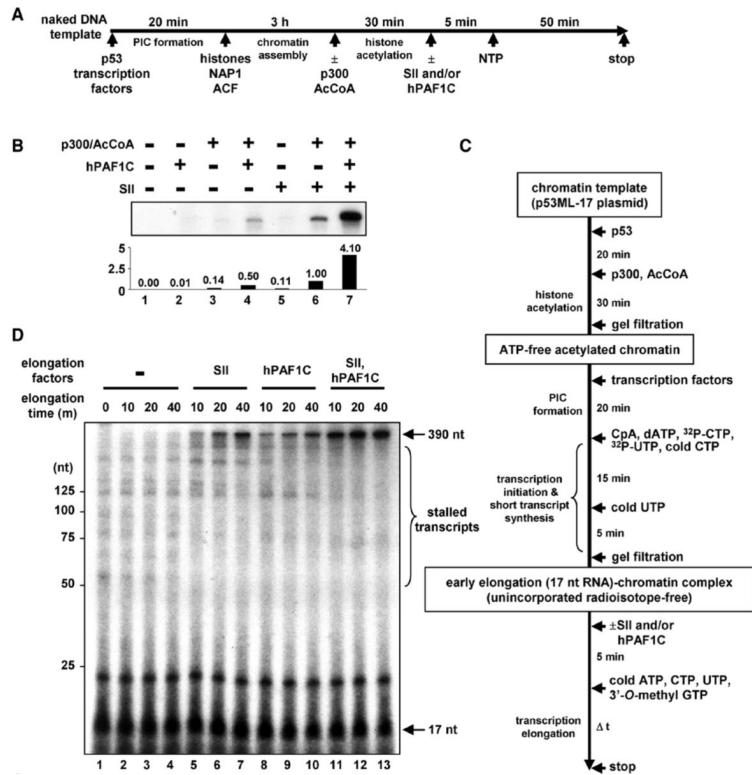 A
naked DNA template
20 min
3 h
30 min
5 min
50 min
PIC formation
chromatin assembly
histone acetylation
p53 transcription factors
histones NAP1 ACF
± p300 AcCoA
± SII and/or hPAF1C
NTP
stop
B
p300/AcCoA - - + + - + +
hPAF1C - + - + - - +
SII - - - - + + +
5
2.5
0
0.00 0.01 0.14 0.50 0.11 1.00 4.10
1 2 3 4 5 6 7
C
chromatin template
(p53ML-17 plasmid)
p53
20 min
p300, AcCoA
histone
acetylation
30 min
gel filtration
ATP-free acetylated chromatin
transcription factors
PIC
formation
20 min
CpA, dATP, ³²P-CTP,
³²P-UTP, cold CTP
transcription
initiation &
short transcript
synthesis
15 min
cold UTP
5 min
gel filtration
early elongation (17 nt RNA)-chromatin complex
(unincorporated radioisotope-free)
±SII and/or
hPAF1C
5 min
cold ATP, CTP, UTP,
3'-O-methyl GTP
transcription
elongation
Δ t
stop
D
elongation
factors
-
SII
hPAF1C
SII,
hPAF1C
elongation
time (m)
0 10 20 40 10 20 40 10 20 40 10 20 40
390 nt
(nt)
125
100
75
50
25
stalled
transcripts
17 nt
1 2 3 4 5 6 7 8 9 10 11 12 13